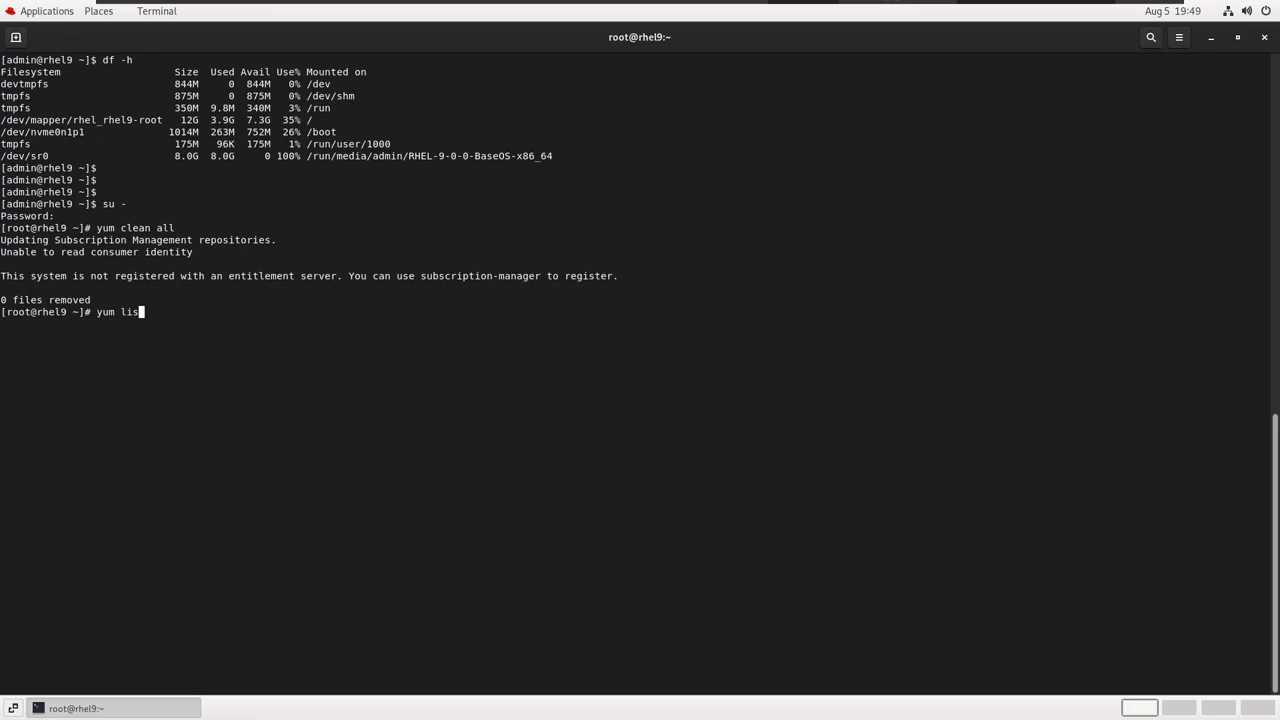 Applications Places Terminal Aug 5 19:49
root@rhel9:~
[admin@rhel9 ~]$ df -h
Filesystem Size Used Avail Use% Mounted on
devtmpfs 844M 0 844M 0% /dev
tmpfs 875M 0 875M 0% /dev/shm
tmpfs 350M 9.8M 340M 3% /run
/dev/mapper/rhel_rhel9-root 12G 3.9G 7.3G 35% /
/dev/nvme0n1p1 1014M 263M 752M 26% /boot
tmpfs 175M 96K 175M 1% /run/user/1000
/dev/sr0 8.0G 8.0G 0 100% /run/media/admin/RHEL-9-0-0-BaseOS-x86_64
[admin@rhel9 ~]$
[admin@rhel9 ~]$
[admin@rhel9 ~]$
[admin@rhel9 ~]$ su -
Password:
[root@rhel9 ~]# yum clean all
Updating Subscription Management repositories.
Unable to read consumer identity
This system is not registered with an entitlement server. You can use subscription-manager to register.
0 files removed
[root@rhel9 ~]# yum lis
root@rhel9:~